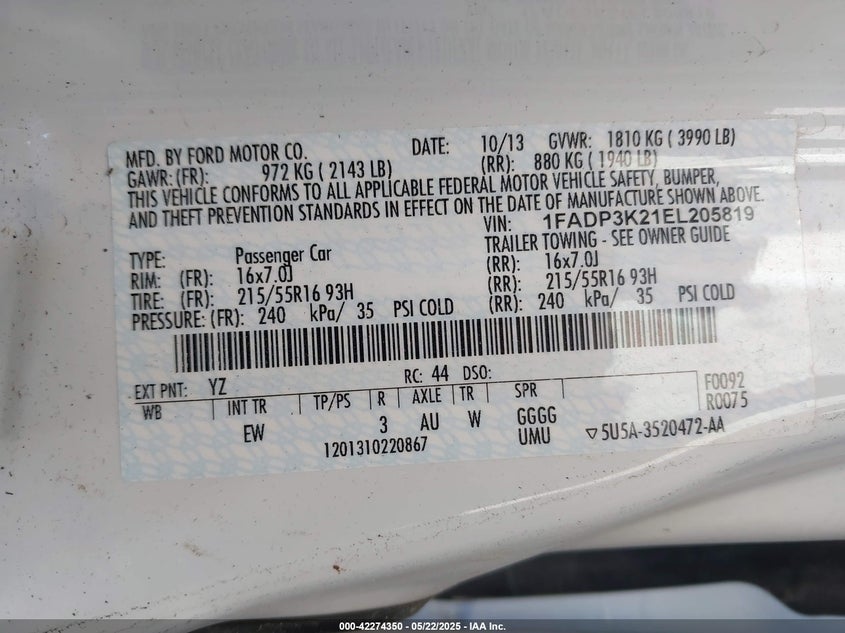 MFD. BY FORD MOTOR CO. DATE: 10/13 GVWR: 1810 KG ( 3990 LB)
GAWR: (FR): 972 KG ( 2143 LB) (RR): 880 KG ( 1940 LB)
THIS VEHICLE CONFORMS TO ALL APPLICABLE FEDERAL MOTOR VEHICLE SAFETY, BUMPER,
AND THEFT PREVENTION STANDARDS IN EFFECT ON THE DATE OF MANUFACTURE SHOWN ABOVE.
VIN: 1FADP3K21EL205819
TYPE: Passenger Car TRAILER TOWING - SEE OWNER GUIDE
RIM: (FR): 16x7.0J (RR): 16x7.0J
TIRE: (FR): 215/55R16 93H (RR): 215/55R16 93H
PRESSURE: (FR): 240 kPa/ 35 PSI COLD (RR): 240 kPa/ 35 PSI COLD
EXT PNT: YZ RC: 44 DSO:
WB INT TR TP/PS R AXLE TR SPR F0092
EW 3 AU W GGGG R0075
1201310220867 UMU ▽5U5A-3520472-AA
000-42274350 - 05/22/2025 - IAA Inc.